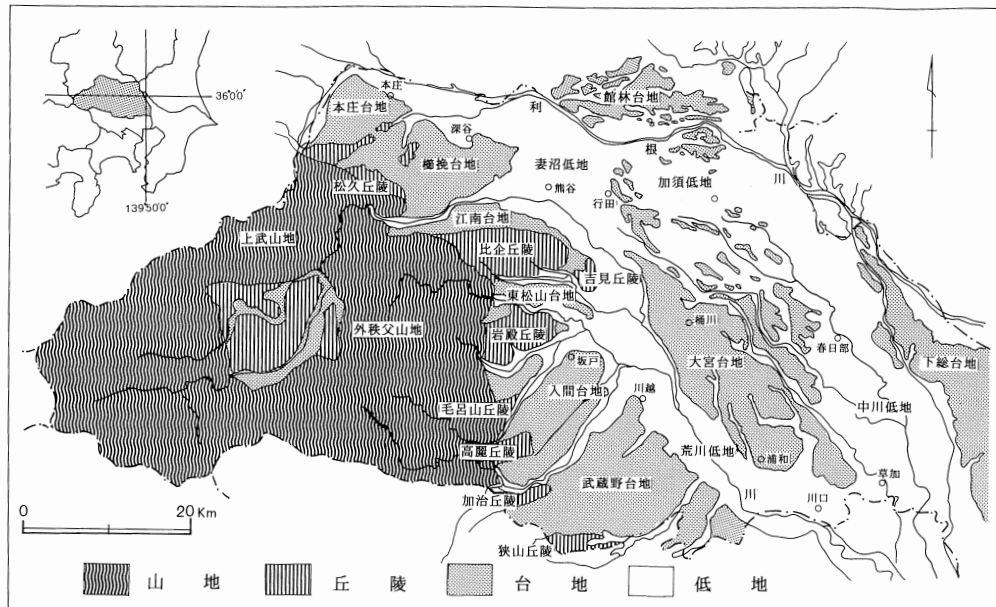 36°00′
139°50′0″
本庄
本庄台地
深谷
櫛挽台地
松久丘陵
館林台地
利
根
川
妻沼低地
熊谷
加須低地
行田
江南台地
上武山地
比企丘陵
吉見丘陵
東松山台地
外秩父山地
岩殿丘陵
桶川
春日部
大宮台地
下総台地
坂戸
入間台地
川越
中川低地
毛呂山丘陵
高麗丘陵
荒川低地
浦和
草加
武蔵野台地
加治丘陵
川
川口
狭山丘陵
0 20 Km
山地 丘陵 台地 低地